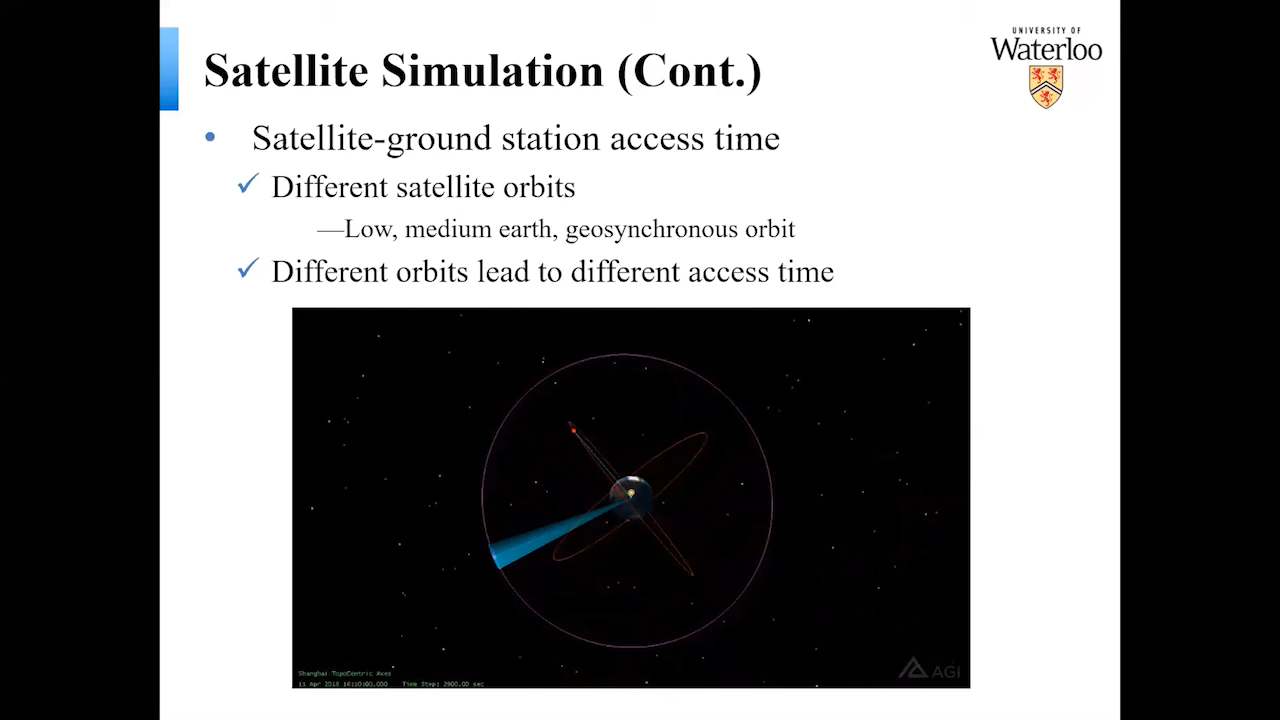 UNIVERSITY OF
Waterloo
Satellite Simulation (Cont.)
• Satellite-ground station access time
✓ Different satellite orbits
—Low, medium earth, geosynchronous orbit
✓ Different orbits lead to different access time
Shanghai TopoCentric Axes
11 Apr 2018 16:10:00.000 Time Step: 2900.00 sec
AGI